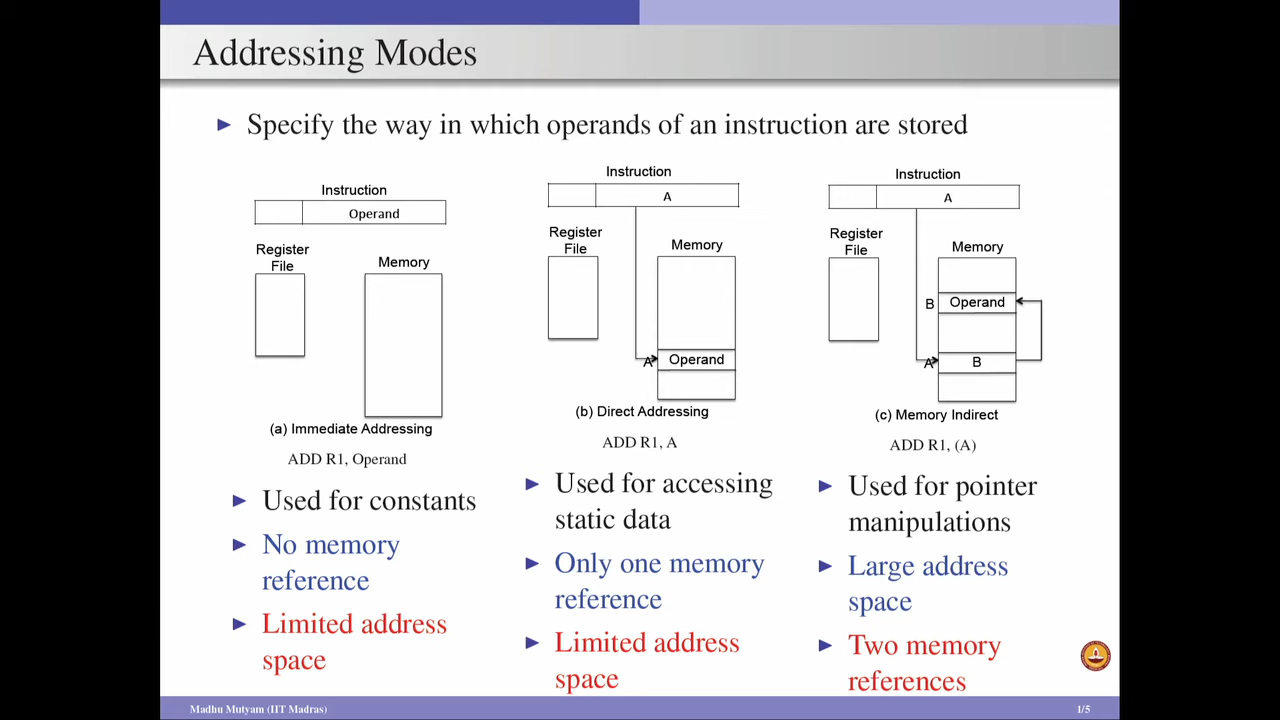 Addressing Modes
Specify the way in which operands of an instruction are stored
Instruction
Operand
Register
File
Memory
(a) Immediate Addressing
ADD R1, Operand
Used for constants
No memory
reference
Limited address
space
Instruction
A
Register
File
Memory
A
Operand
(b) Direct Addressing
ADD R1, A
Used for accessing
static data
Only one memory
reference
Limited address
space
Instruction
A
Register
File
Memory
B
Operand
A
B
(c) Memory Indirect
ADD R1, (A)
Used for pointer
manipulations
Large address
space
Two memory
references
Madhu Mutyam (IIT Madras)
1/5